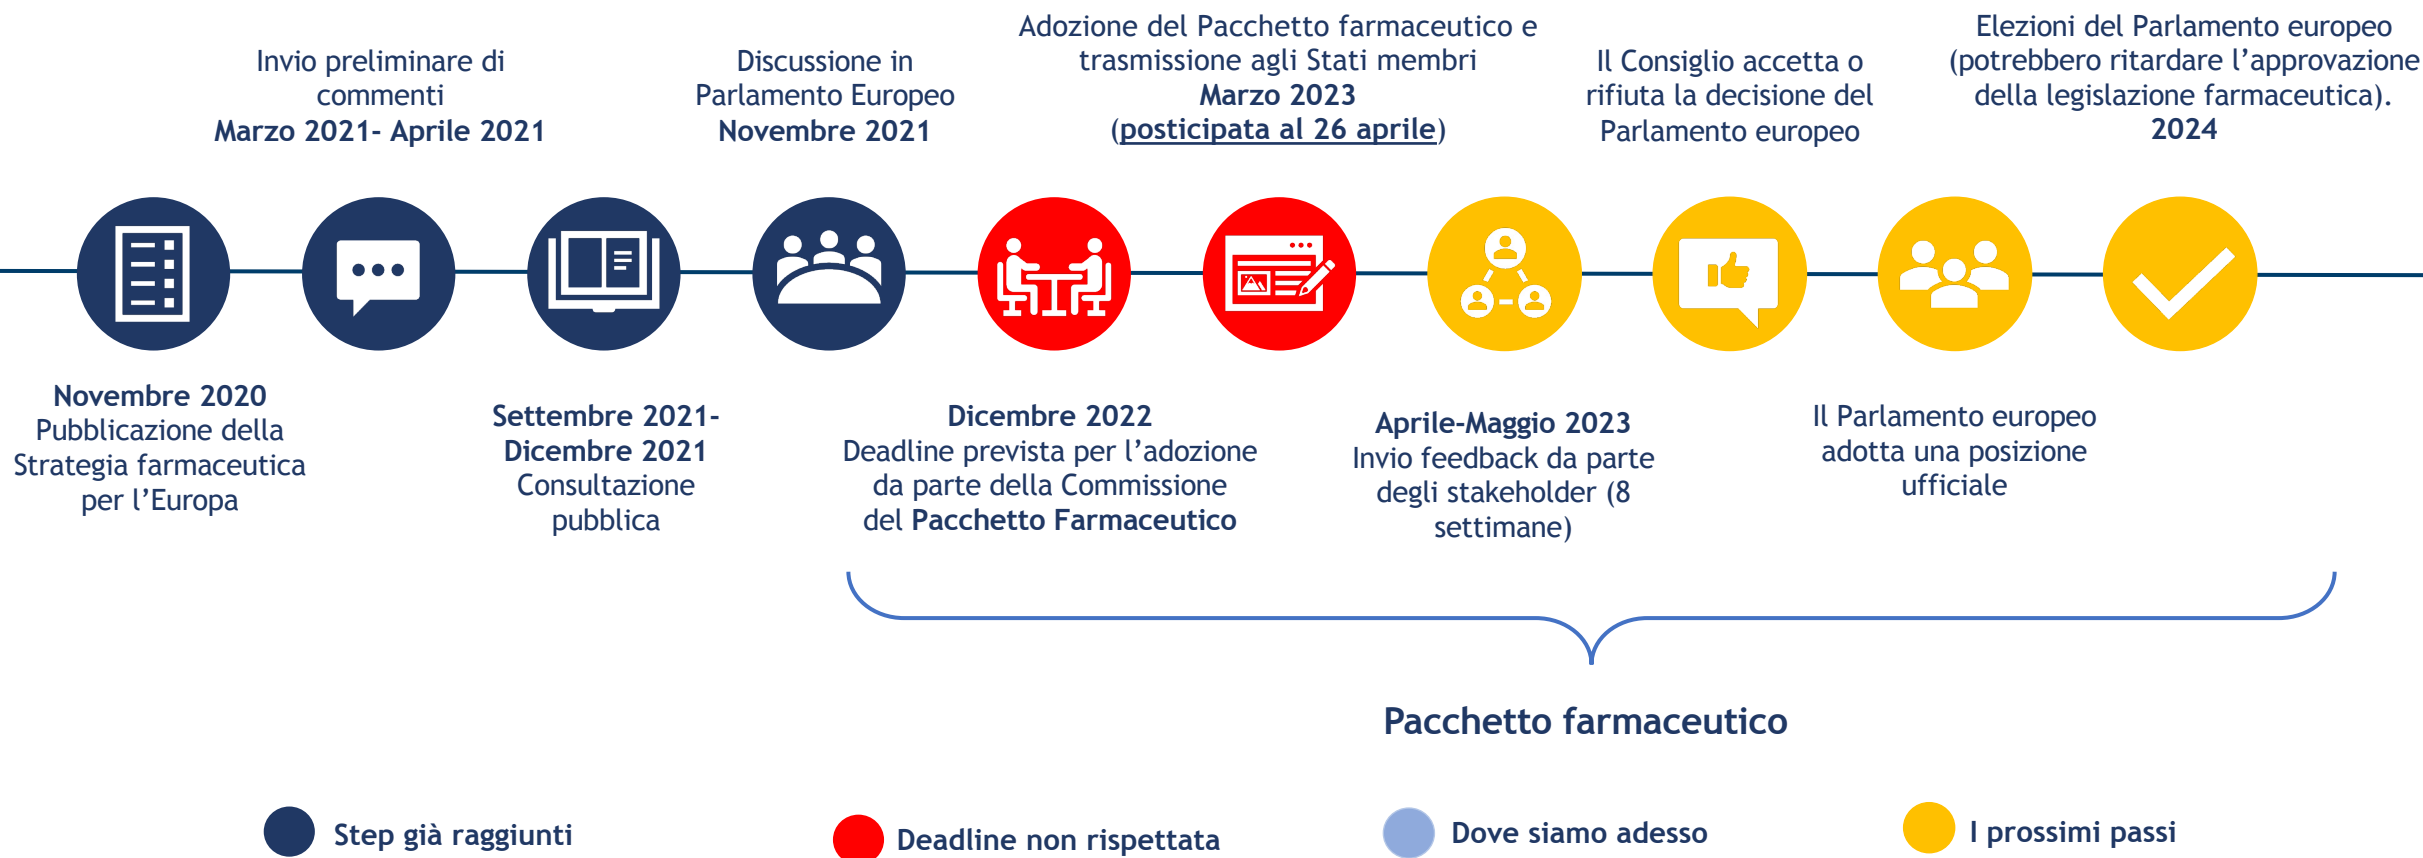 Invio preliminare di
commenti
Marzo 2021- Aprile 2021
Discussione in
Parlamento Europeo
Novembre 2021
Adozione del Pacchetto farmaceutico e
trasmissione agli Stati membri
Marzo 2023
(posticipata al 26 aprile)
Il Consiglio accetta o
rifiuta la decisione del
Parlamento europeo
Elezioni del Parlamento europeo
(potrebbero ritardare l’approvazione
della legislazione farmaceutica).
2024
Novembre 2020
Pubblicazione della
Strategia farmaceutica
per l’Europa
Settembre 2021-
Dicembre 2021
Consultazione
pubblica
Dicembre 2022
Deadline prevista per l’adozione
da parte della Commissione
del Pacchetto Farmaceutico
Aprile-Maggio 2023
Invio feedback da parte
degli stakeholder (8
settimane)
Il Parlamento europeo
adotta una posizione
ufficiale
Pacchetto farmaceutico
Step già raggiunti
Deadline non rispettata
Dove siamo adesso
I prossimi passi